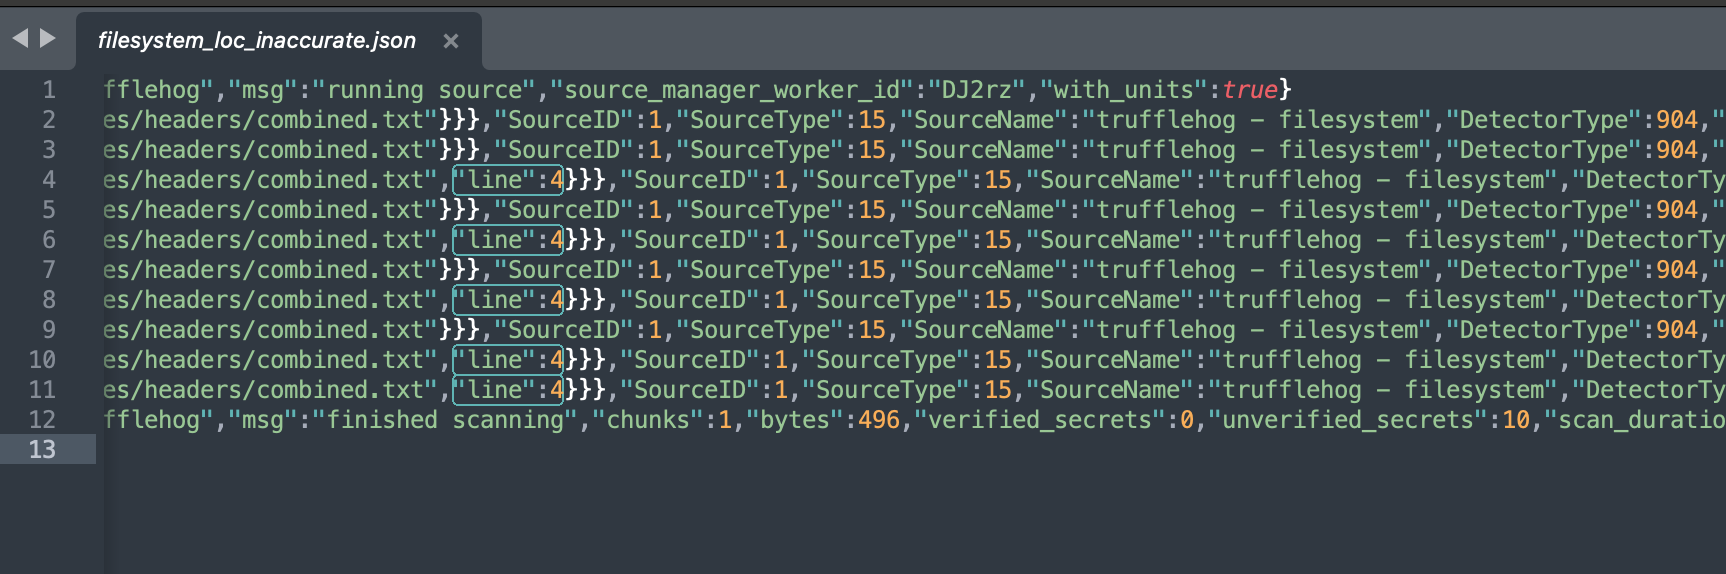 filesystem_loc_inaccurate.json ×
1 fflehog","msg":"running source","source_manager_worker_id":"DJ2rz","with_units":true}
2 es/headers/combined.txt"}}},"SourceID":1,"SourceType":15,"SourceName":"trufflehog - filesystem","DetectorType":904,"
3 es/headers/combined.txt"}}},"SourceID":1,"SourceType":15,"SourceName":"trufflehog - filesystem","DetectorType":904,"
4 es/headers/combined.txt","line":4}}},"SourceID":1,"SourceType":15,"SourceName":"trufflehog - filesystem","DetectorTy
5 es/headers/combined.txt"}}},"SourceID":1,"SourceType":15,"SourceName":"trufflehog - filesystem","DetectorType":904,"
6 es/headers/combined.txt","line":4}}},"SourceID":1,"SourceType":15,"SourceName":"trufflehog - filesystem","DetectorTy
7 es/headers/combined.txt"}}},"SourceID":1,"SourceType":15,"SourceName":"trufflehog - filesystem","DetectorType":904,"
8 es/headers/combined.txt","line":4}}},"SourceID":1,"SourceType":15,"SourceName":"trufflehog - filesystem","DetectorTy
9 es/headers/combined.txt"}}},"SourceID":1,"SourceType":15,"SourceName":"trufflehog - filesystem","DetectorType":904,"
10 es/headers/combined.txt","line":4}}},"SourceID":1,"SourceType":15,"SourceName":"trufflehog - filesystem","DetectorTy
11 es/headers/combined.txt","line":4}}},"SourceID":1,"SourceType":15,"SourceName":"trufflehog - filesystem","DetectorTy
12 fflehog","msg":"finished scanning","chunks":1,"bytes":496,"verified_secrets":0,"unverified_secrets":10,"scan_duratio
13